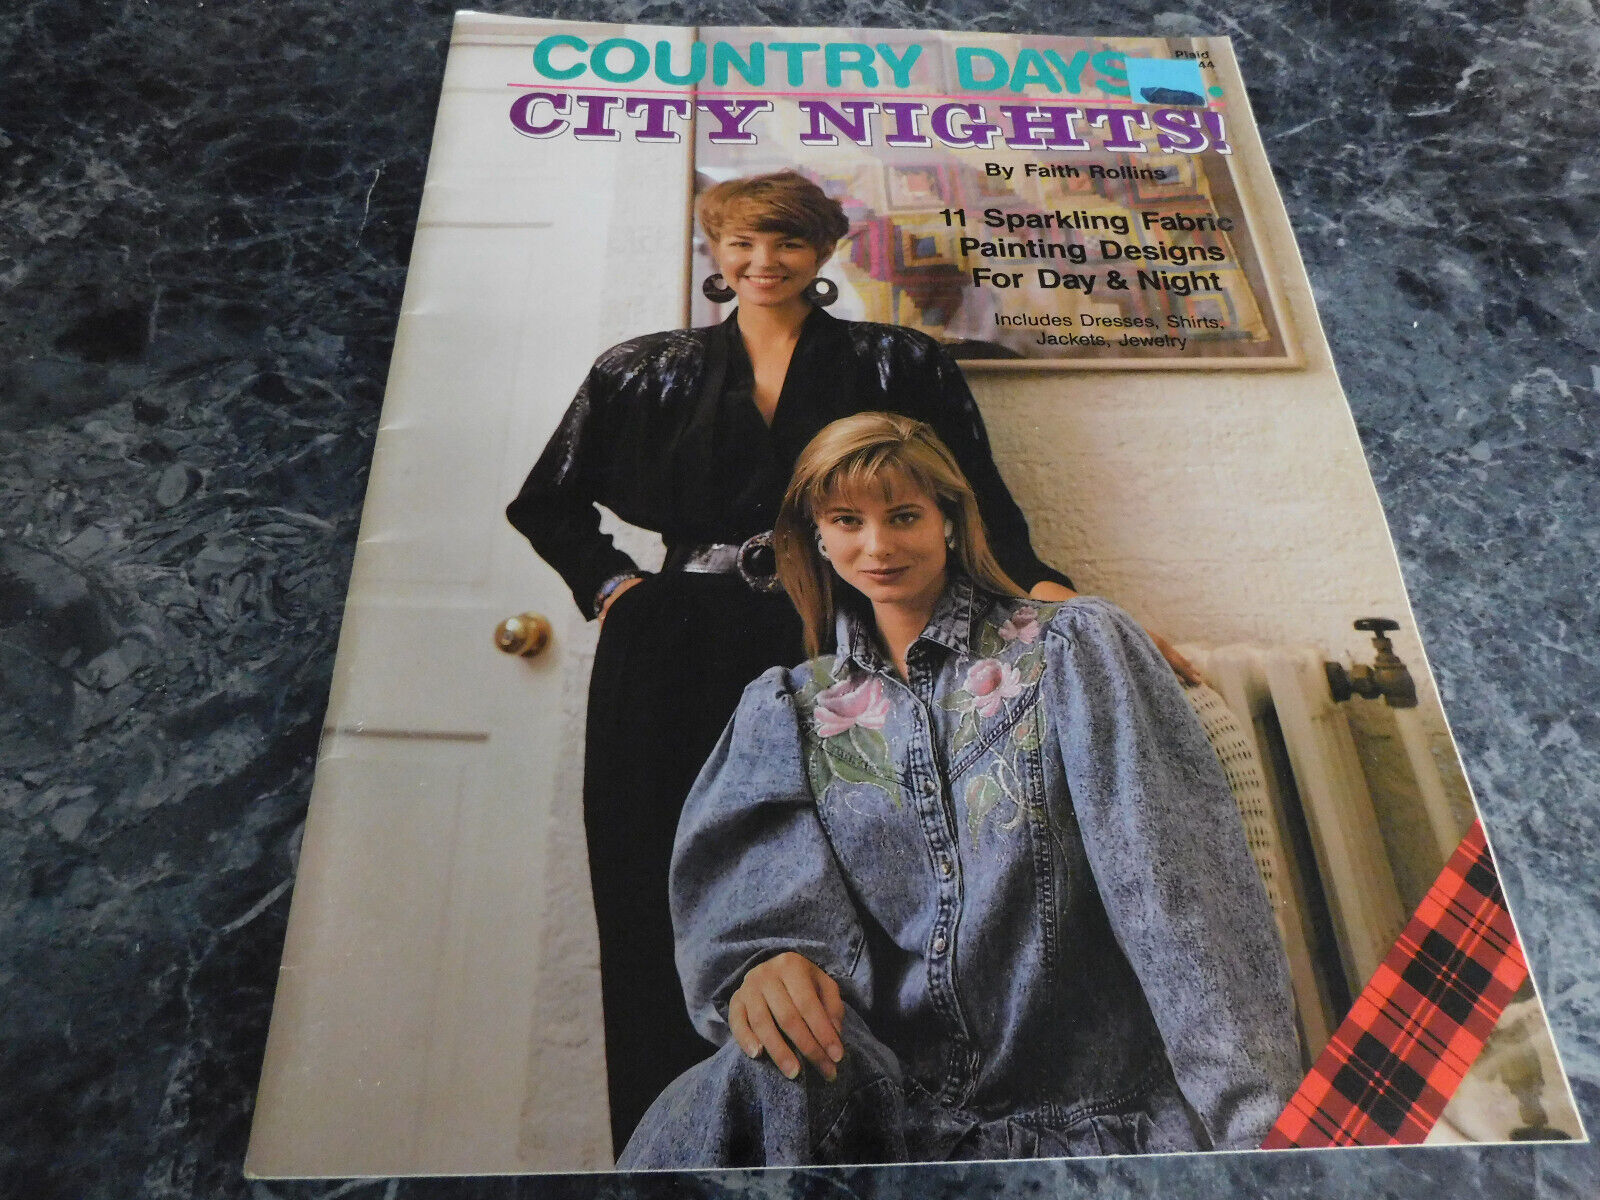 Plaid
44
COUNTRY DAYS
CITY NIGHTS!
By Faith Rollins
11 Sparkling Fabric
Painting Designs
For Day & Night
Includes Dresses, Shirts,
Jackets, Jewelry